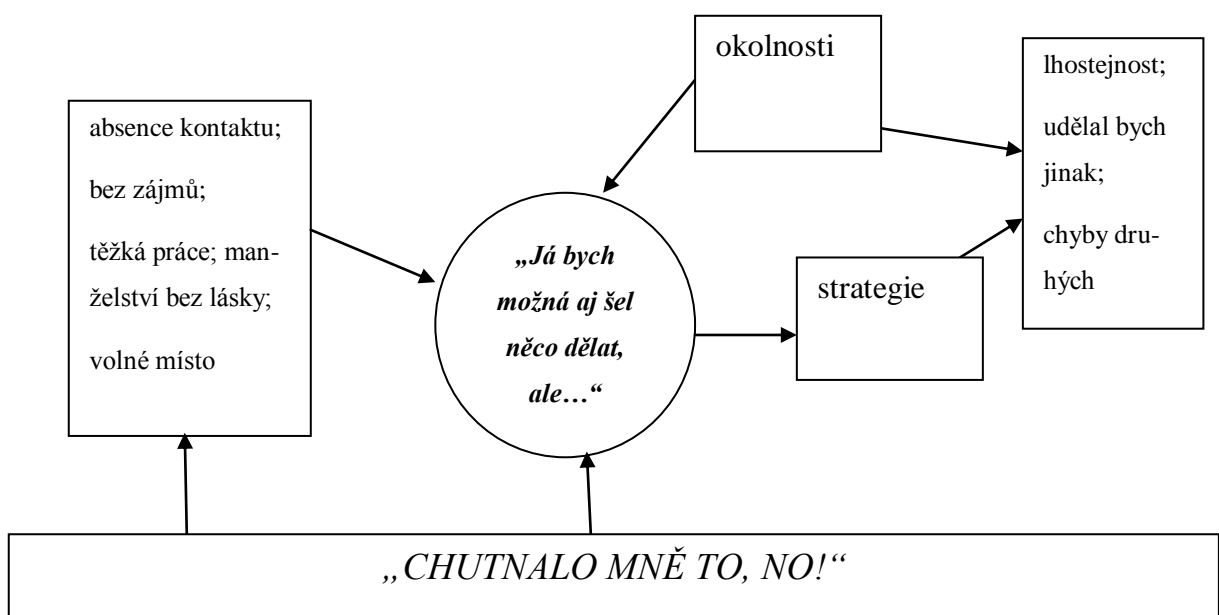 absence kontaktu;
bez zájmů;
těžká práce; man-
želství bez lásky;
volné místo
„Já bych
možná aj šel
něco dělat,
ale…“
okolnosti
strategie
lhostejnost;
udělal bych
jinak;
chyby dru-
hých
„CHUTNALO MNĚ TO, NO!“